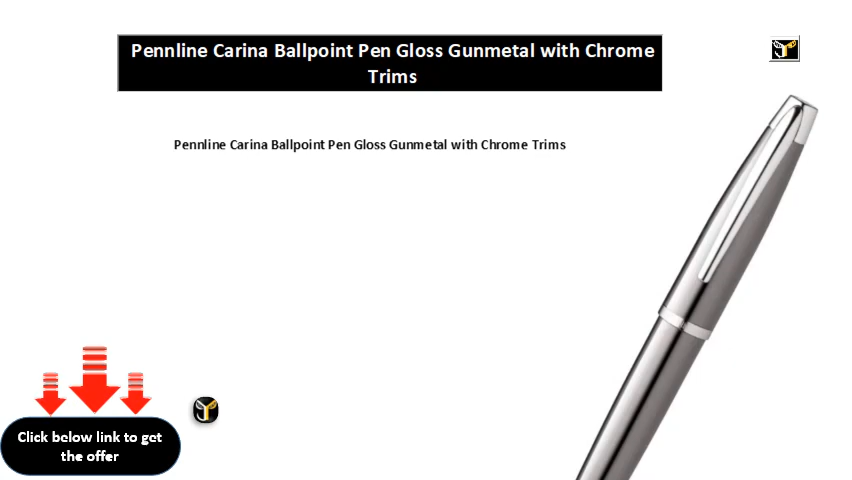 Pennline Carina Ballpoint Pen Gloss Gunmetal with Chrome
Trims
Pennline Carina Ballpoint Pen Gloss Gunmetal with Chrome Trims
Click below link to get
the offer